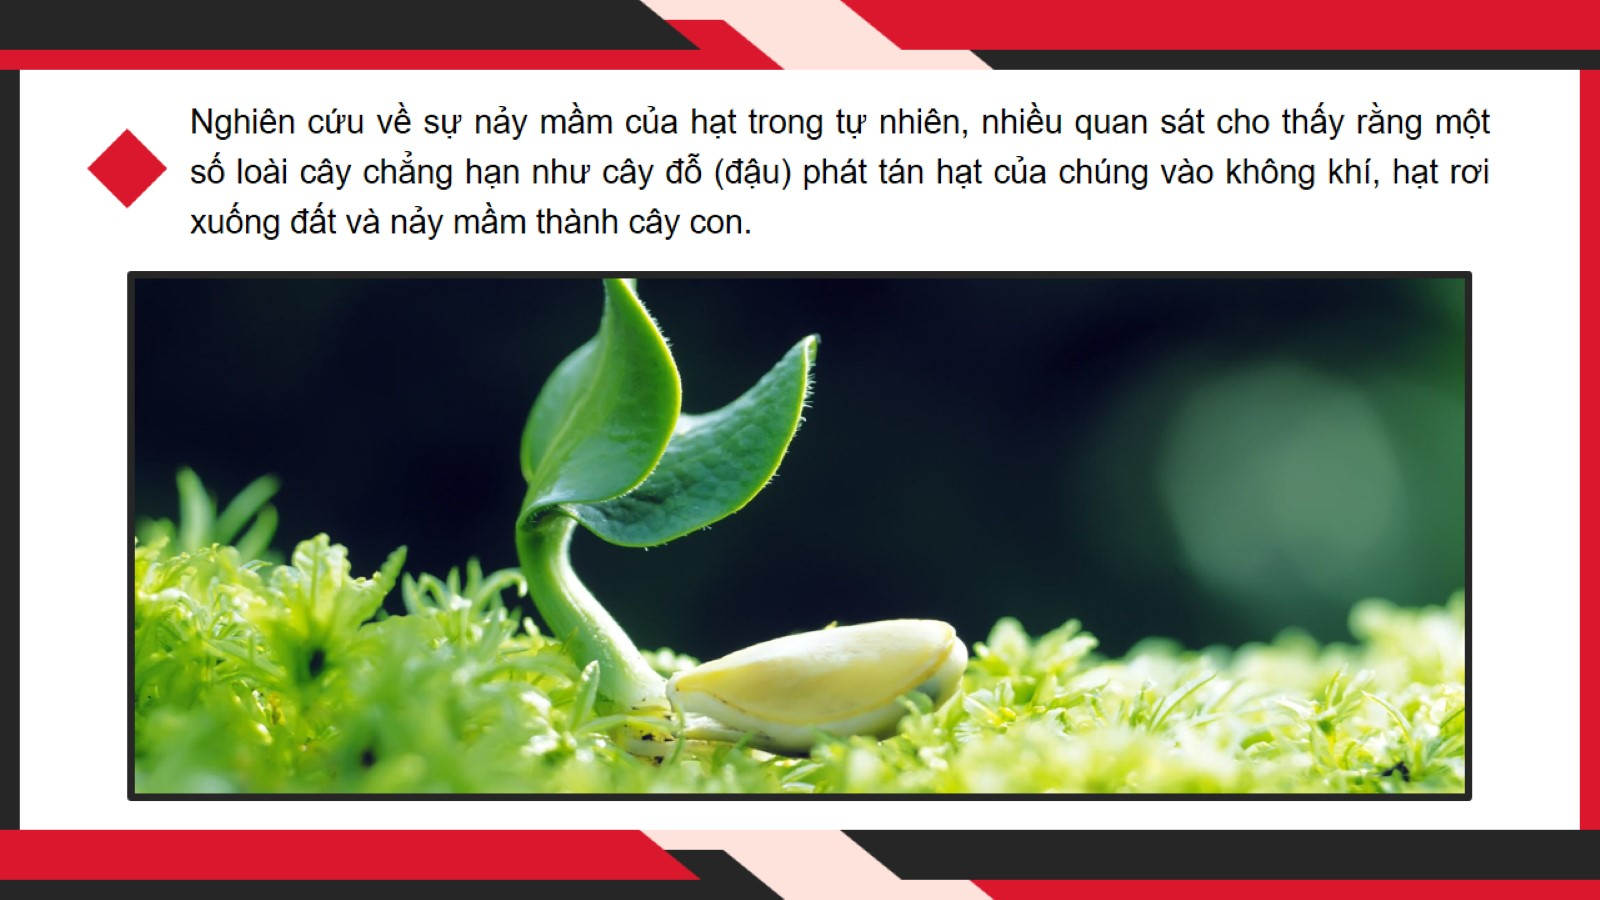 Nghiên cứu về sự nảy mầm của hạt trong tự nhiên, nhiều quan sát cho thấy rằng một
số loài cây chẳng hạn như cây đỗ (đậu) phát tán hạt của chúng vào không khí, hạt rơi
xuống đất và nảy mầm thành cây con.